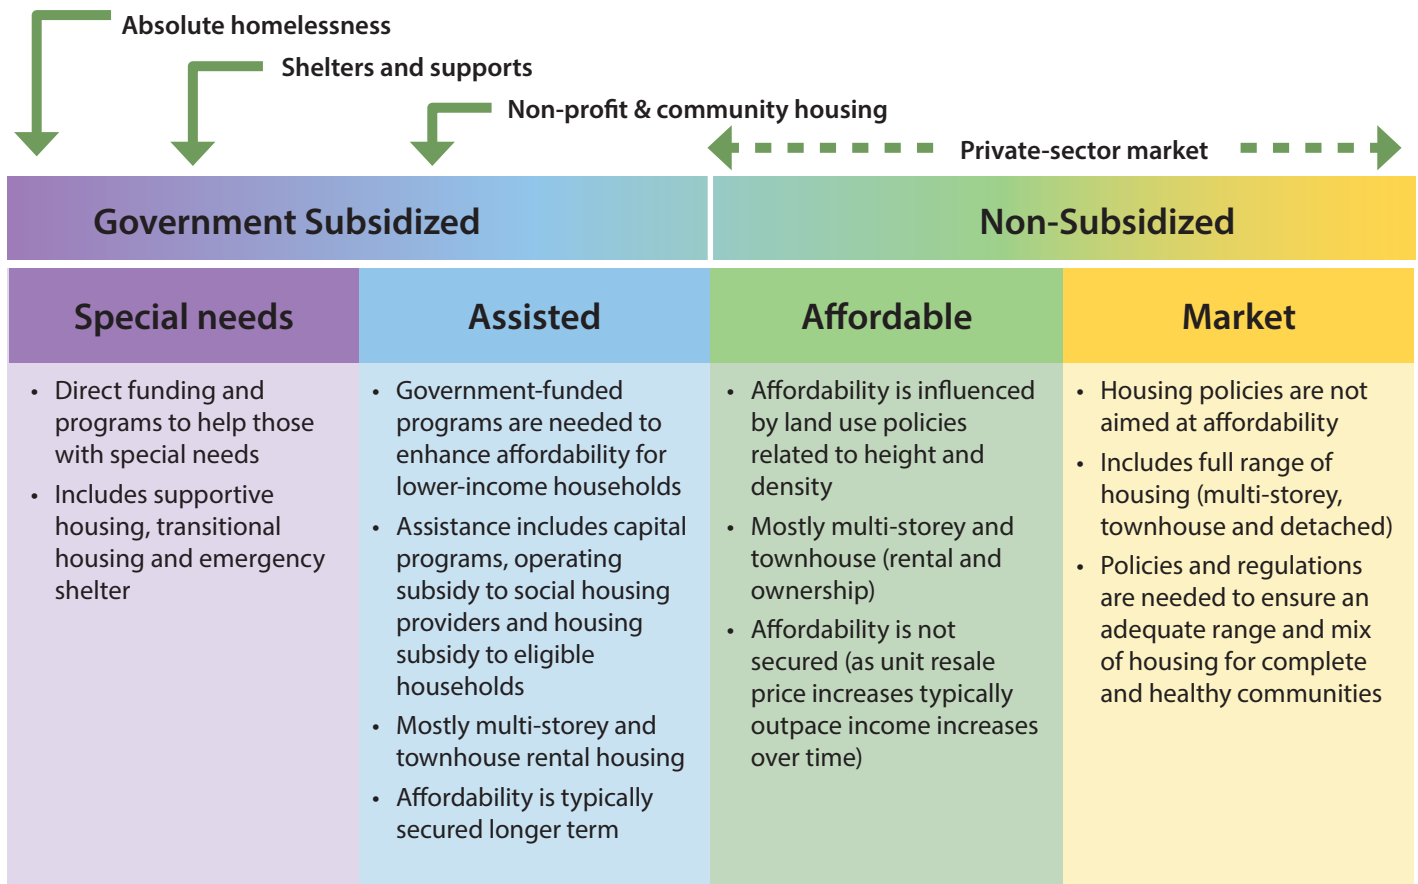 Absolute homelessness
Shelters and supports
Non-profit & community housing
Private-sector market
Government Subsidized
Non-Subsidized
Special needs
• Direct funding and
programs to help those
with special needs
• Includes supportive
housing, transitional
housing and emergency
shelter
Assisted
• Government-funded
programs are needed to
enhance affordability for
lower-income households
• Assistance includes capital
programs, operating
subsidy to social housing
providers and housing
subsidy to eligible
households
• Mostly multi-storey and
townhouse rental housing
• Affordability is typically
secured longer term
Affordable
• Affordability is influenced
by land use policies
related to height and
density
• Mostly multi-storey and
townhouse (rental and
ownership)
• Affordability is not
secured (as unit resale
price increases typically
outpace income increases
over time)
Market
• Housing policies are not
aimed at affordability
• Includes full range of
housing (multi-storey,
townhouse and detached)
• Policies and regulations
are needed to ensure an
adequate range and mix
of housing for complete
and healthy communities